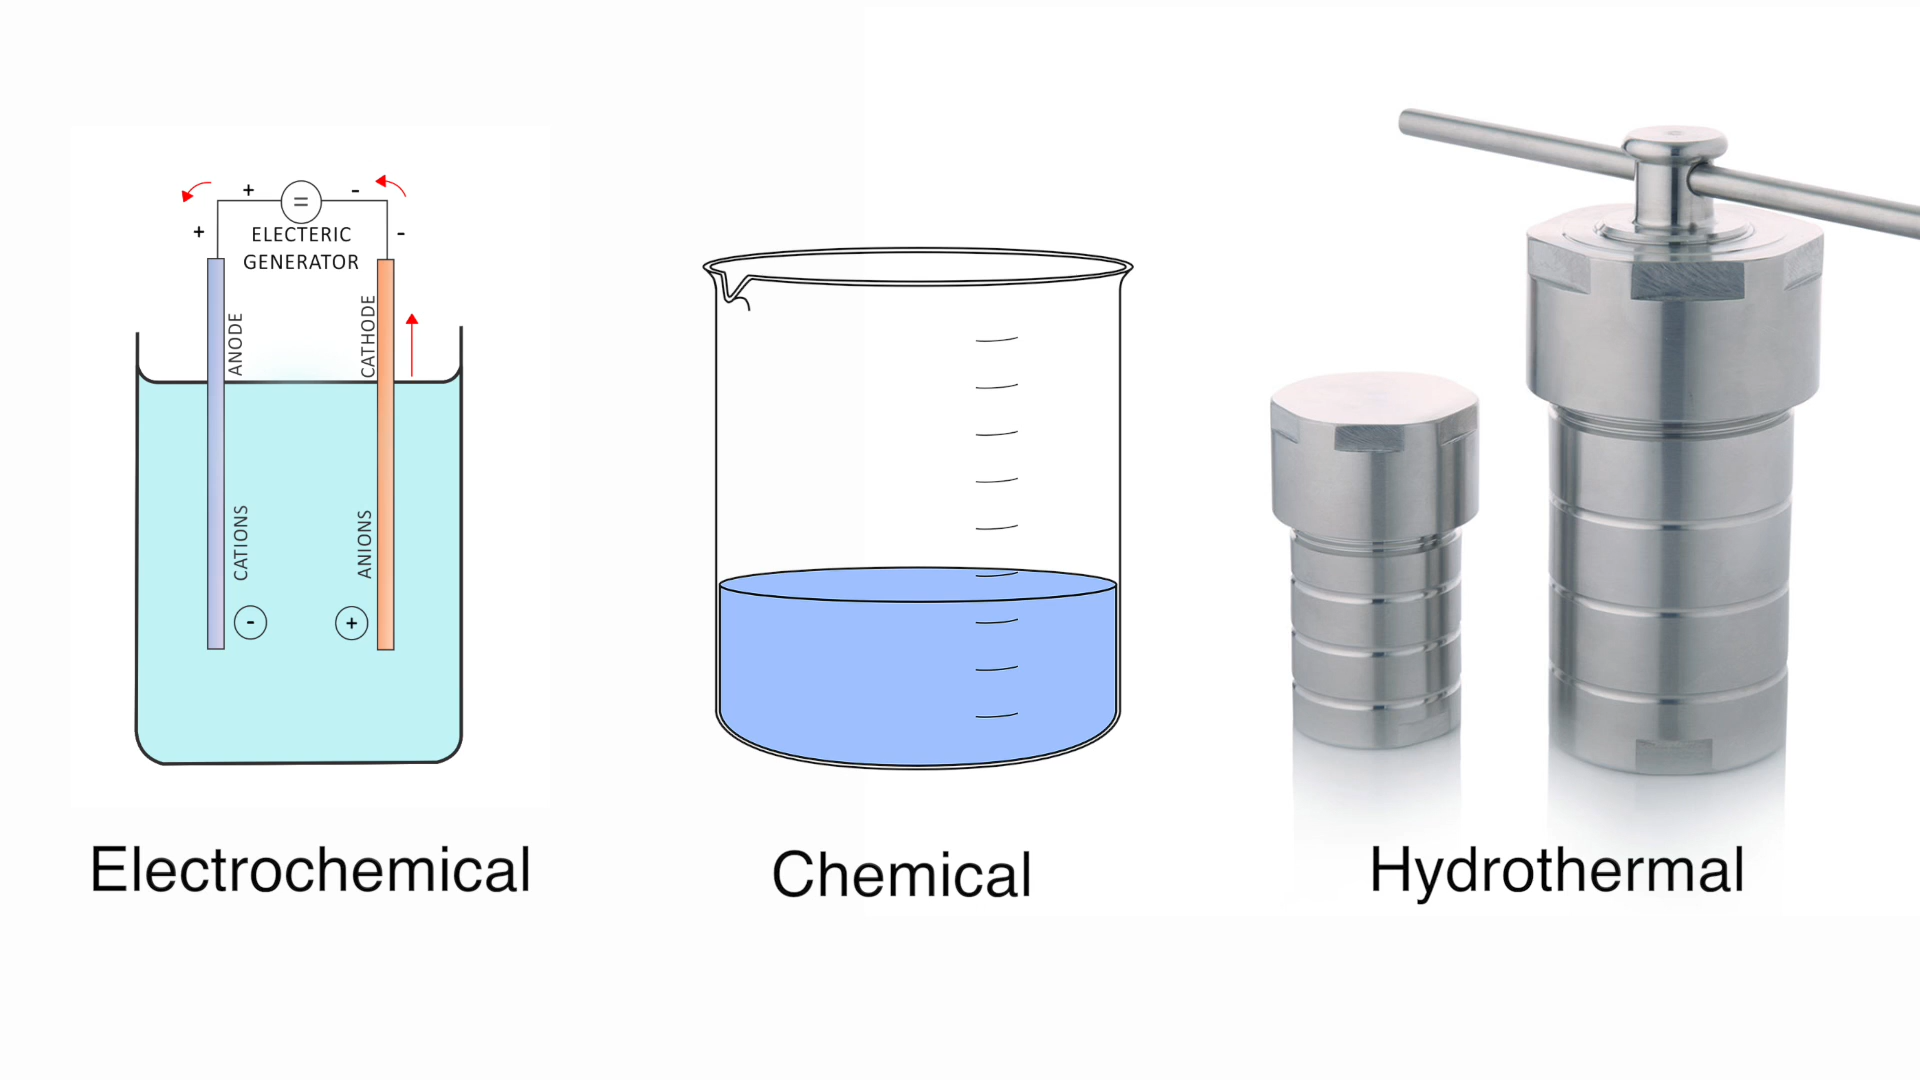 + = -
+ -
ELECTERIC
GENERATOR
ANODE
CATHODE
CATIONS
ANIONS
- +
Electrochemical
Chemical
Hydrothermal